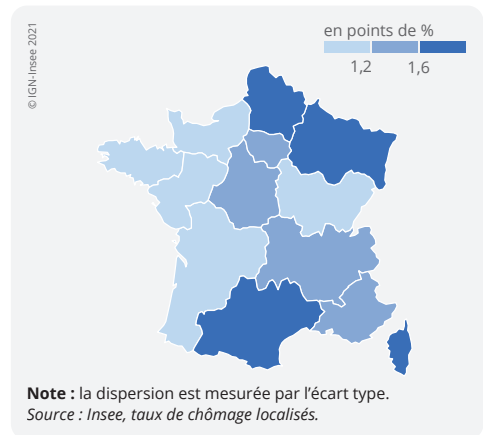 © IGN-Insee 2021
en points de %
1,2 1,6
Note : la dispersion est mesurée par l’écart type.
Source : Insee, taux de chômage localisés.